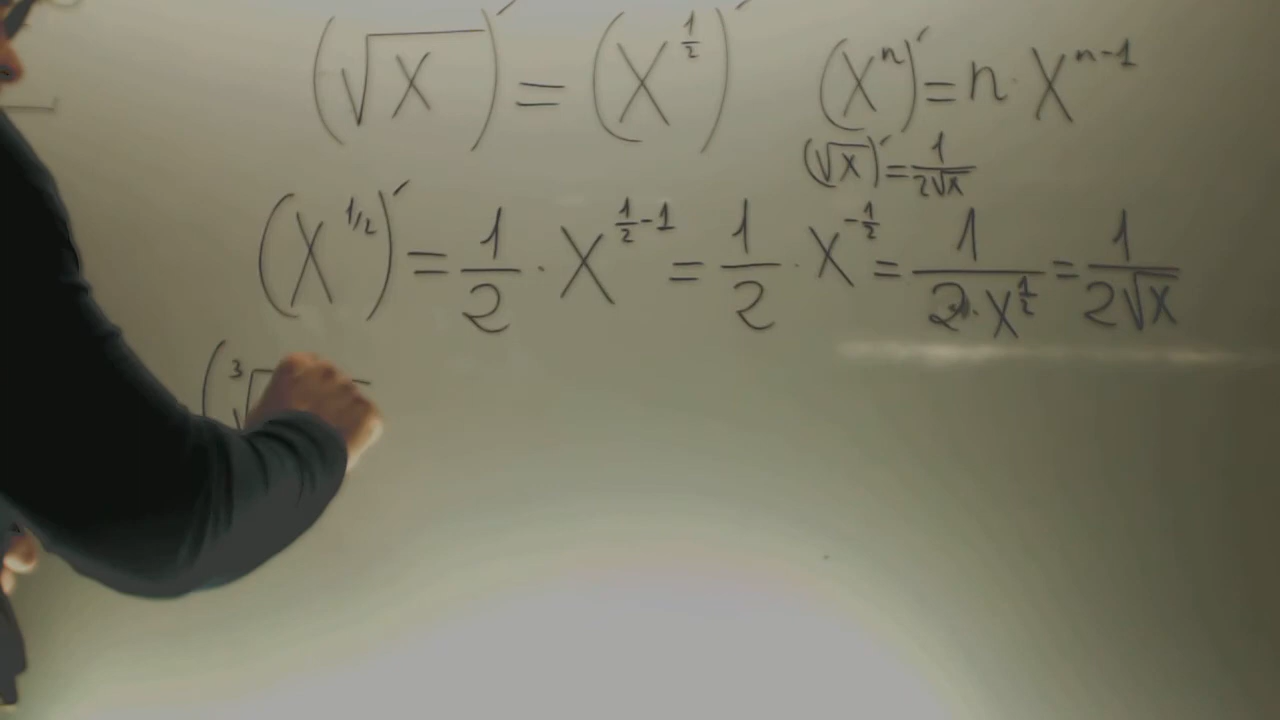 (√x)′ = (x^{1/2})′ (x^n)′ = n · x^{n-1}
(√x)′ = 1/(2√x)
(x^{1/2})′ = 1/2 · x^{1/2 - 1} = 1/2 · x^{-1/2} = 1/(2 · x^{1/2}) = 1/(2√x)
(³√